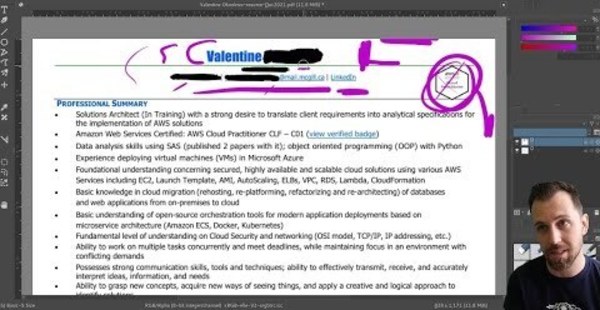 Valentine
mail.mcgill.ca | LinkedIn
PROFESSIONAL SUMMARY
• Solutions Architect (In Training) with a strong desire to translate client requirements into analytical specifications for
the implementation of AWS solutions
• Amazon Web Services Certified: AWS Cloud Practitioner CLF – C01 (view verified badge)
• Data analysis skills using SAS (published 2 papers with it); object oriented programming (OOP) with Python
• Experience deploying virtual machines (VMs) in Microsoft Azure
• Foundational understanding concerning secured, highly available and scalable cloud solutions using various AWS
Services including EC2, Launch Template, AMI, AutoScaling, ELBs, VPC, RDS, Lambda, CloudFormation
• Basic knowledge in cloud migration (rehosting, re-platforming, refactorizing and re-architecting) of databases
and web applications from on-premises to cloud
• Basic understanding of open-source orchestration tools for modern application deployments based on
microservice architecture (Amazon ECS, Docker, Kubernetes)
• Fundamental level of understanding on Cloud Security and networking (OSI model, TCP/IP, IP addressing, etc.)
• Ability to work on multiple tasks concurrently and meet deadlines, while maintaining focus in an environment with
conflicting demands
• Possesses strong communication skills, tools and techniques; ability to effectively transmit, receive, and accurately
interpret ideas, information, and needs
• Ability to grasp new concepts, acquire new ways of seeing things, and apply a creative and logical approach to